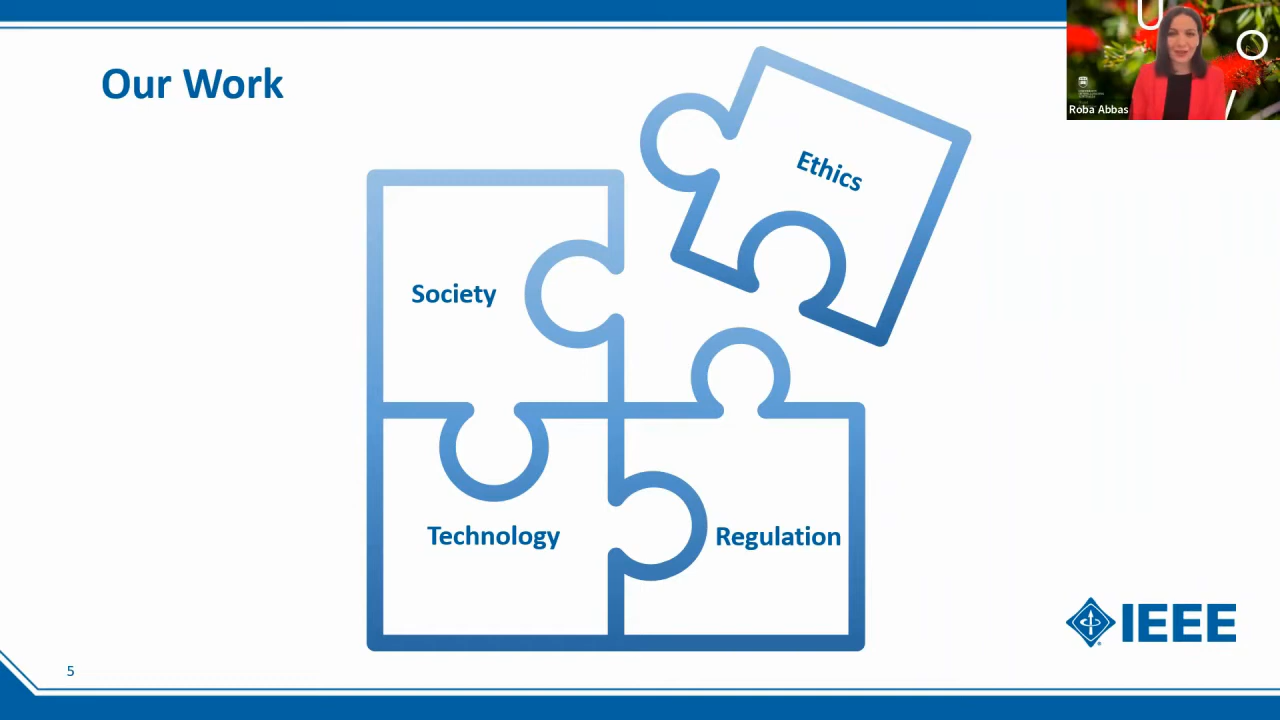 Our Work
Ethics
Society
Technology
Regulation
Roba Abbas
IEEE
5